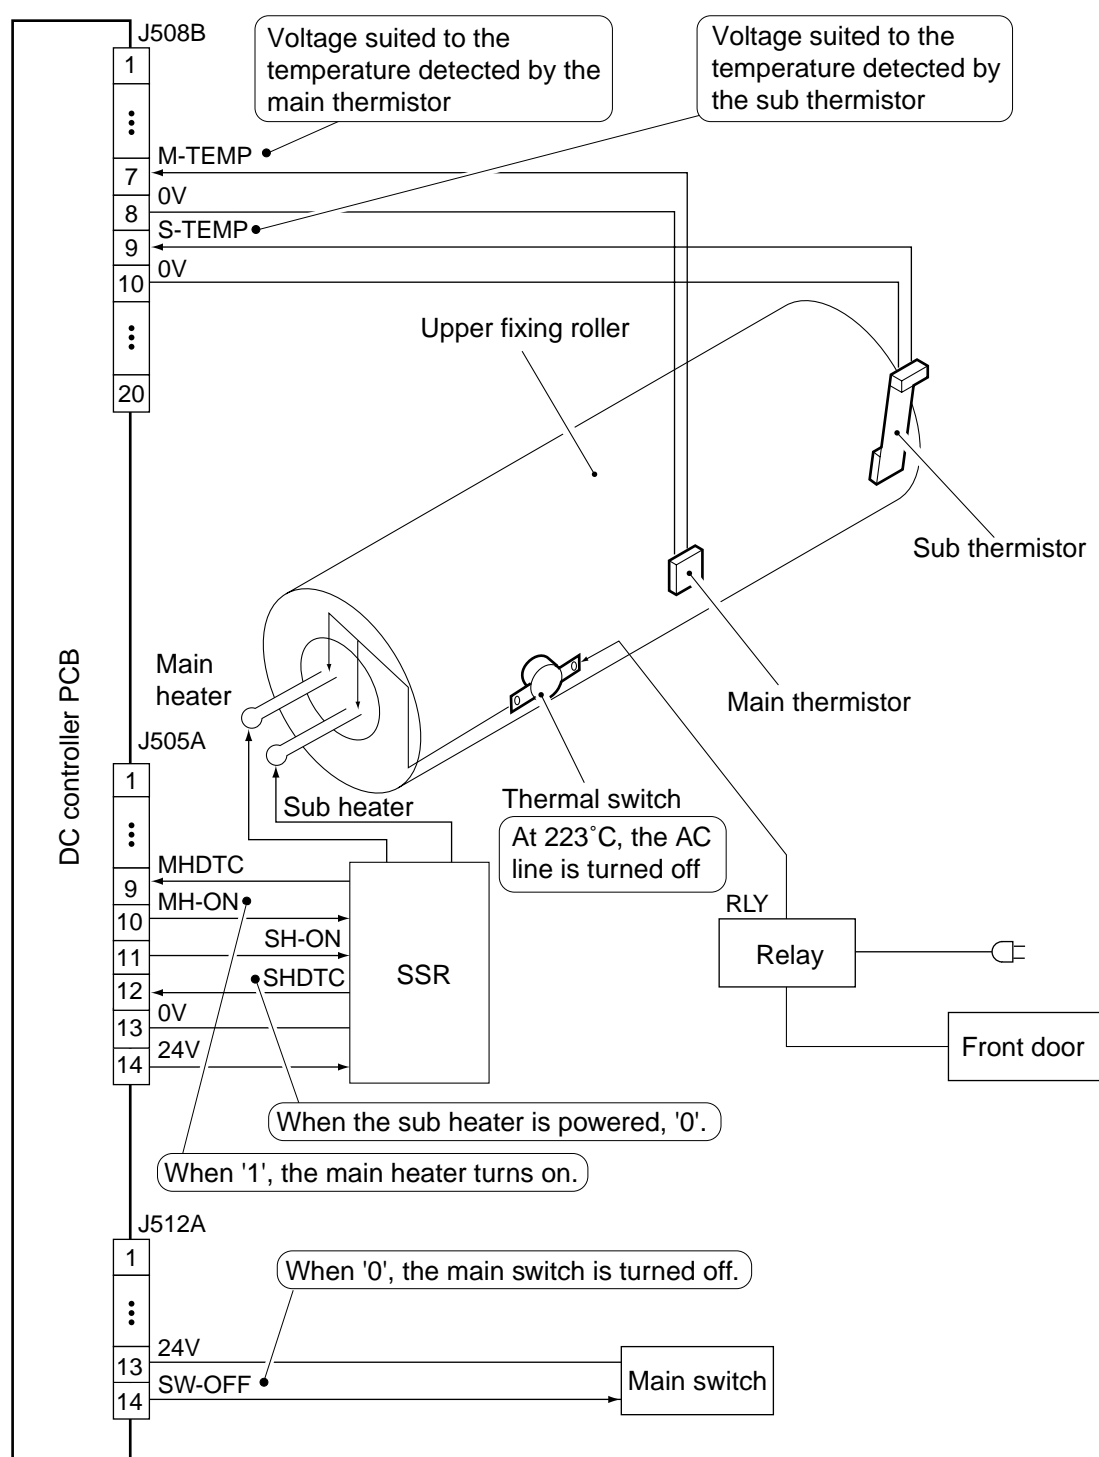 J508B
1
7
8
9
10
20
Voltage suited to the
temperature detected by the
main thermistor
Voltage suited to the
temperature detected by
the sub thermistor
M-TEMP
0V
S-TEMP
0V
Upper fixing roller
Sub thermistor
Main thermistor
DC controller PCB
Main
heater
Sub heater
Thermal switch
At 223˚C, the AC
line is turned off
J505A
1
9
10
11
12
13
14
MHDTC
MH-ON
SH-ON
SHDTC
0V
24V
SSR
RLY
Relay
Front door
When the sub heater is powered, '0'.
When '1', the main heater turns on.
J512A
1
13
14
When '0', the main switch is turned off.
24V
SW-OFF
Main switch